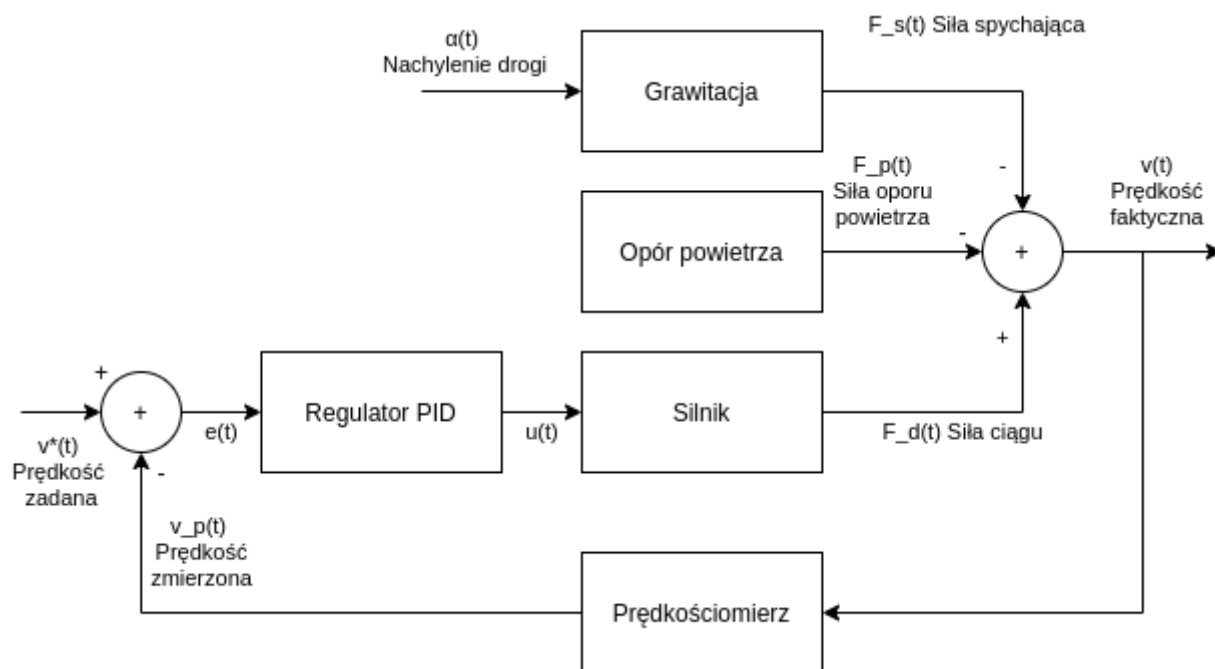 α(t)
Nachylenie drogi
Grawitacja
F_s(t) Siła spychająca
-
Opór powietrza
F_p(t)
Siła oporu
powietrza
-
+
v(t)
Prędkość
faktyczna
+
+
+
v*(t)
Prędkość
zadana
-
e(t)
Regulator PID
u(t)
Silnik
F_d(t) Siła ciągu
v_p(t)
Prędkość
zmierzona
Prędkościomierz